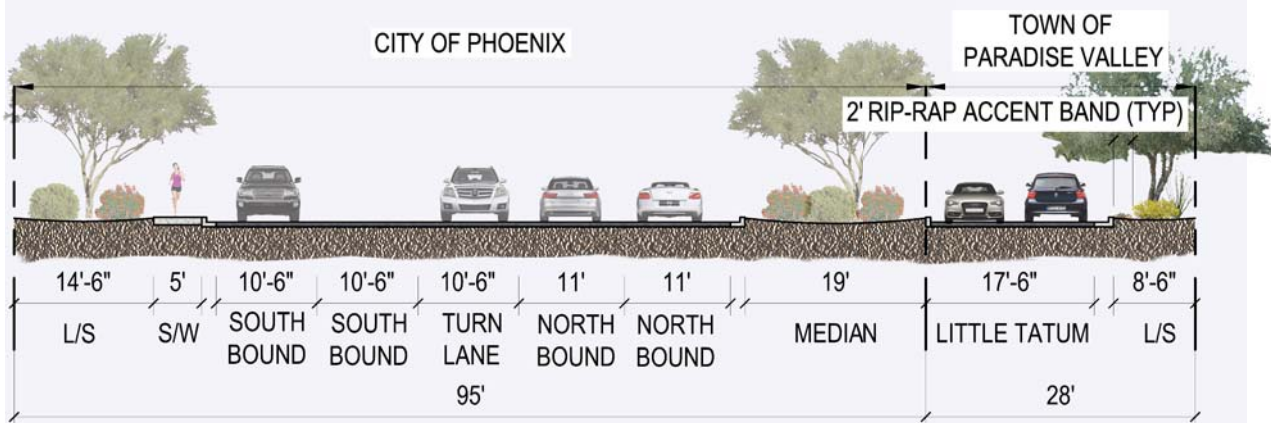 CITY OF PHOENIX
TOWN OF
PARADISE VALLEY
2' RIP-RAP ACCENT BAND (TYP)
14'-6" 5' 10'-6" 10'-6" 10'-6" 11' 11' 19' 17'-6" 8'-6"
L/S S/W SOUTH BOUND SOUTH BOUND TURN LANE NORTH BOUND NORTH BOUND MEDIAN LITTLE TATUM L/S
95' 28'